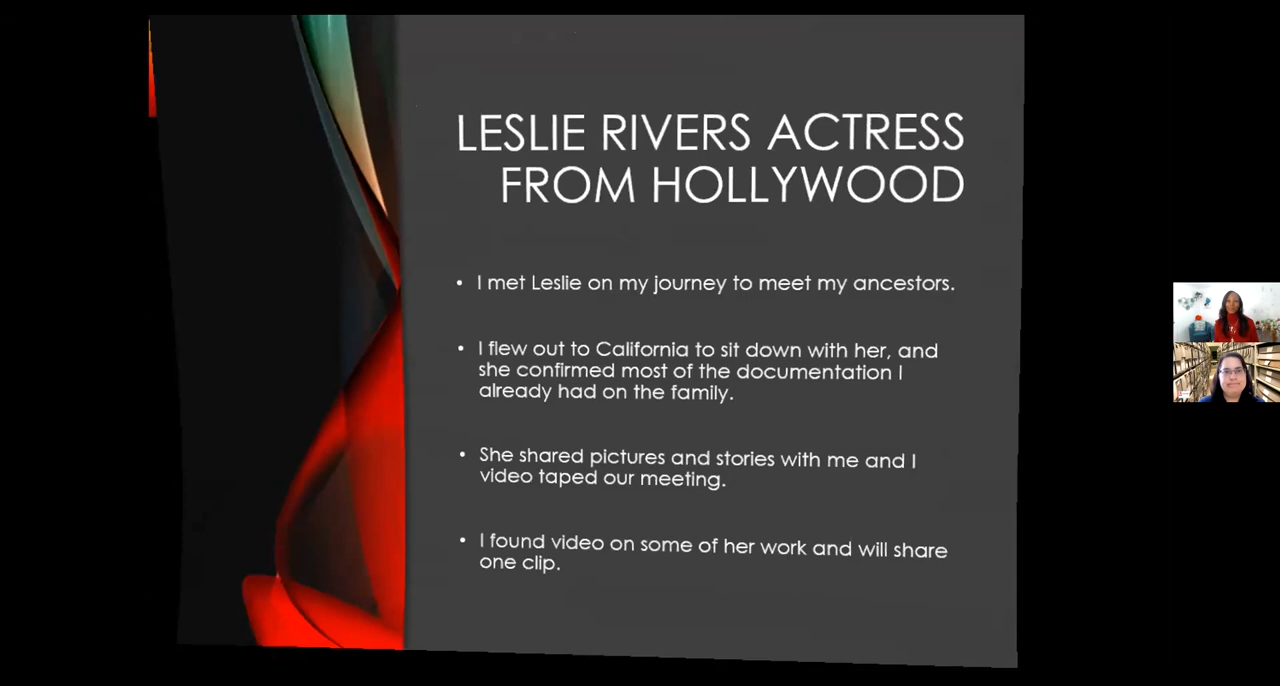 LESLIE RIVERS ACTRESS
FROM HOLLYWOOD
• I met Leslie on my journey to meet my ancestors.
• I flew out to California to sit down with her, and
she confirmed most of the documentation I
already had on the family.
• She shared pictures and stories with me and I
video taped our meeting.
• I found video on some of her work and will share
one clip.